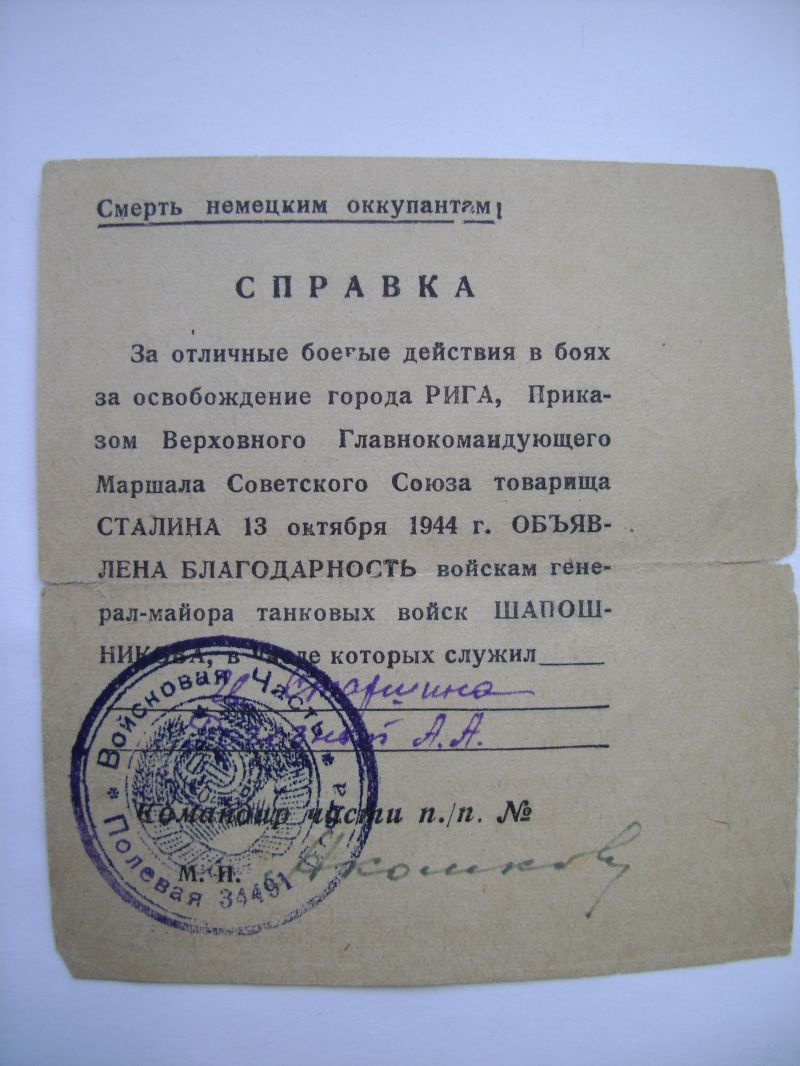 Смерть немецким оккупантам!
СПРАВКА
За отличные боевые действия в боях
за освобождение города РИГА, Прика-
зом Верховного Главнокомандующего
Маршала Советского Союза товарища
СТАЛИНА 13 октября 1944 г. ОБЪЯВ-
ЛЕНА БЛАГОДАРНОСТЬ войскам гене-
рал-майора танковых войск ШАПОШ-
НИКОВА, в числе которых служил
старшина
А.А.
Командир части п./п. №
М. П.
* Войсковая Часть *
Полевая 34491 Почта